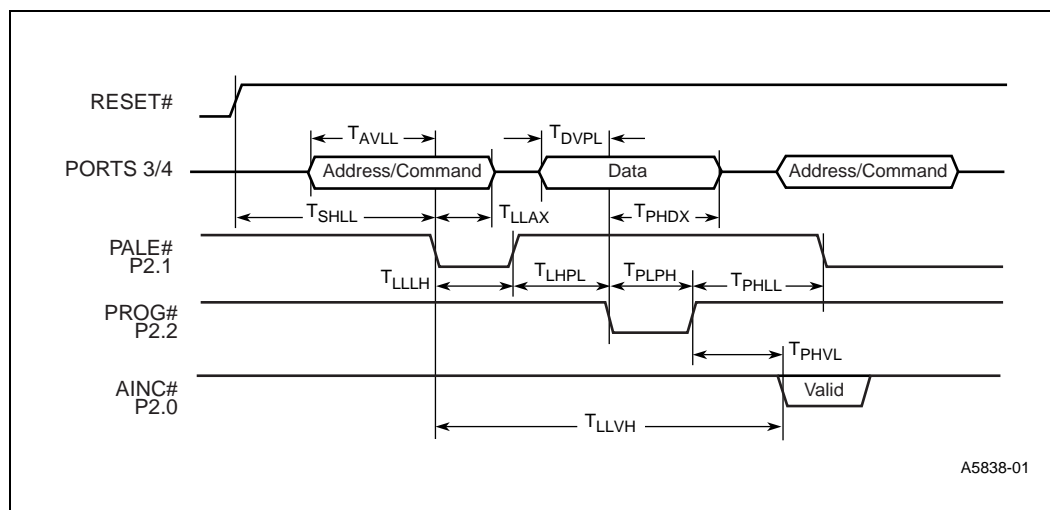 RESET#
T_AVLL
T_DVPL
PORTS 3/4
Address/Command
Data
Address/Command
T_SHLL
T_LLAX
T_PHDX
PALE#
P2.1
T_LLLH
T_LHPL
T_PLPH
T_PHLL
PROG#
P2.2
T_PHVL
AINC#
P2.0
Valid
T_LLVH
A5838-01